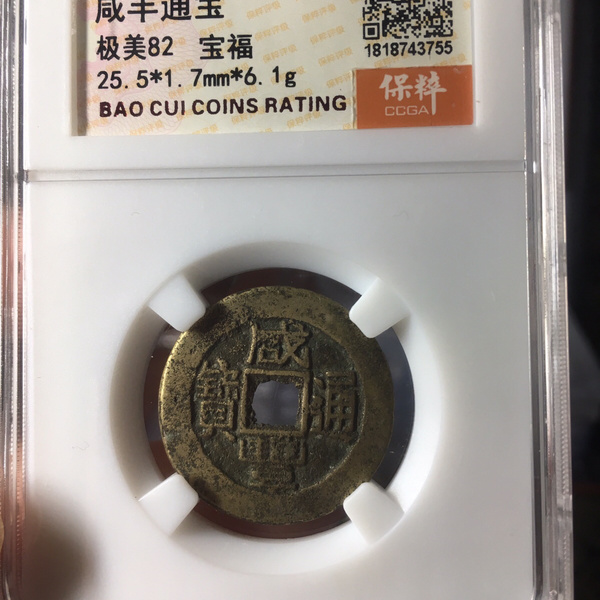 咸丰通宝
极美82 宝福
25.5*1.7mm*6.1g
BAO CUI COINS RATING
1818743755
保粹
CCGA
咸豐通寶